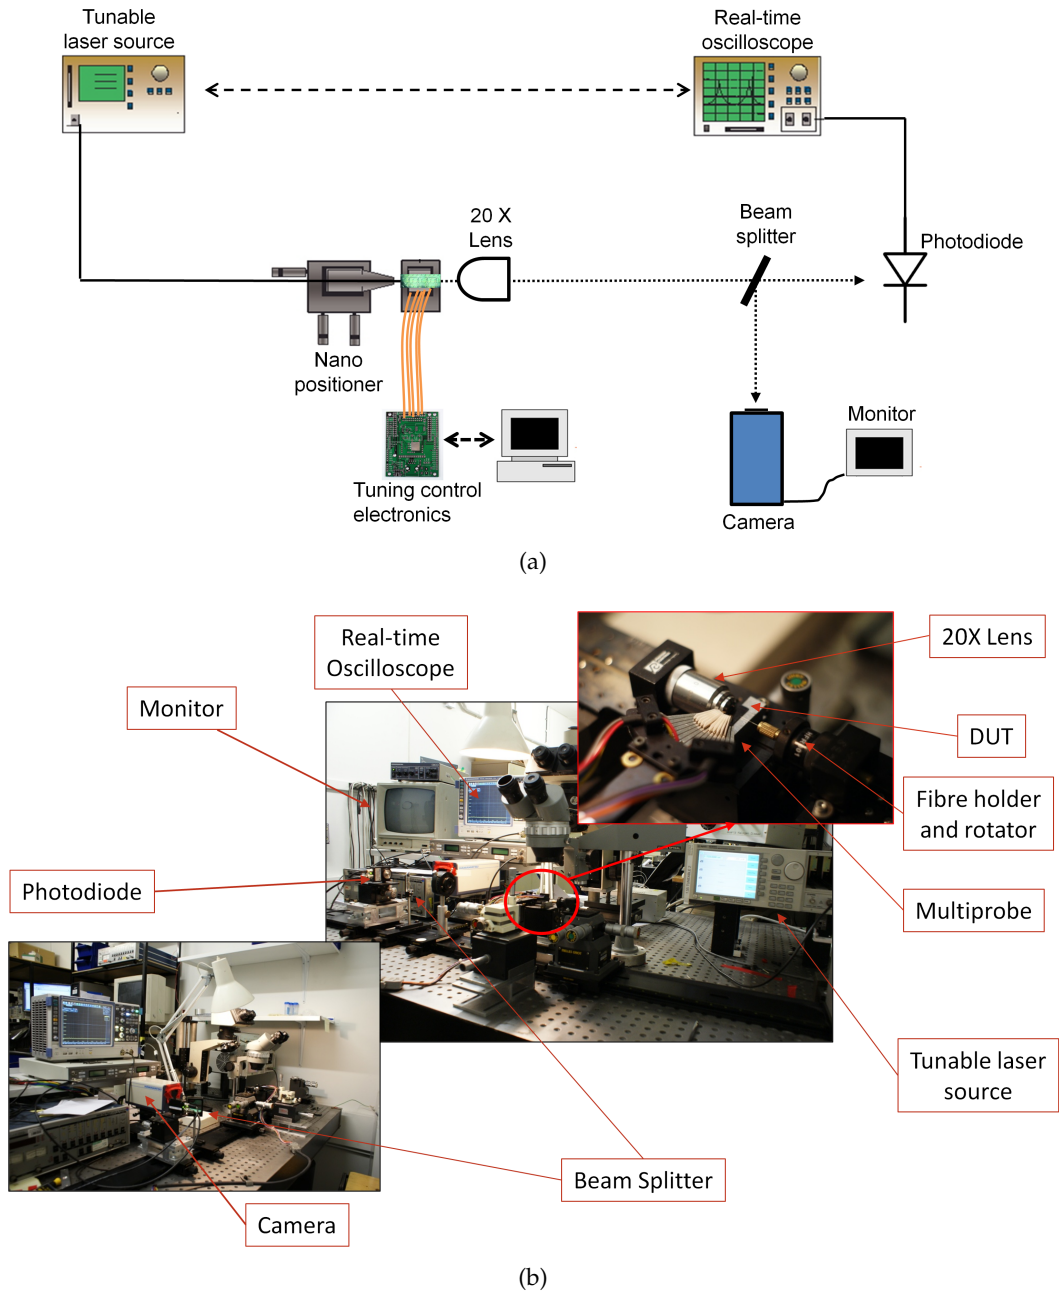 Tunable
laser source
Real-time
oscilloscope
20 X
Lens
Beam
splitter
Photodiode
Nano
positioner
Monitor
Tuning control
electronics
Camera
(a)
Real-time
Oscilloscope
20X Lens
Monitor
DUT
Fibre holder
and rotator
Photodiode
Multiprobe
Tunable laser
source
Beam Splitter
Camera
(b)